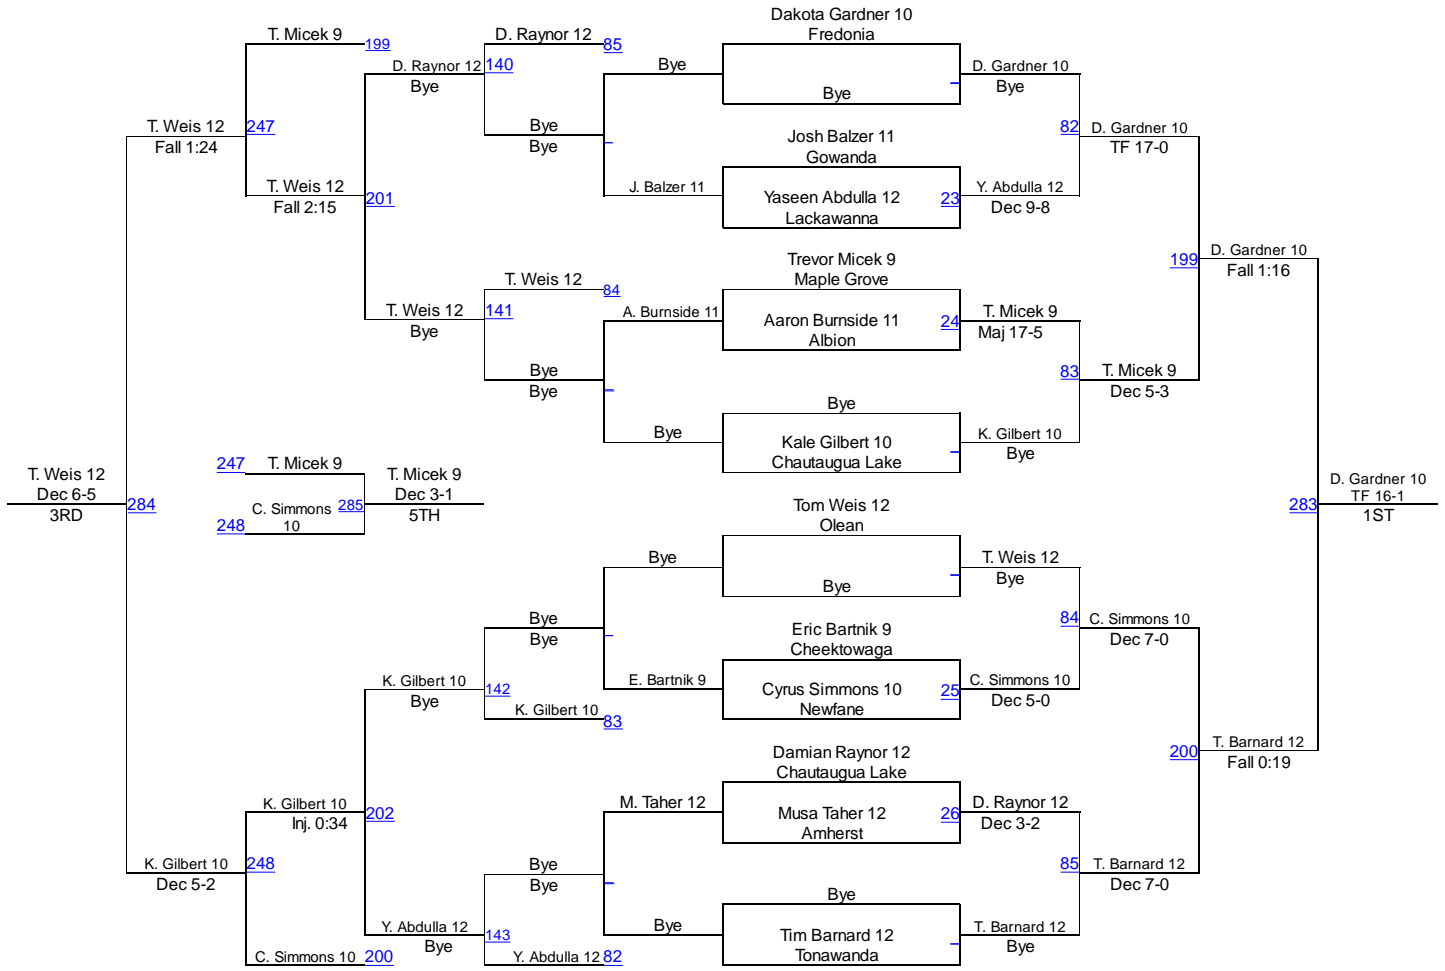 Dakota Gardner 10
Fredonia
T. Micek 9
199
D. Raynor 12
85
D. Raynor 12
140
Bye
Bye
D. Gardner 10
Bye
Bye
T. Weis 12
247
Fall 1:24
Bye
Bye
Josh Balzer 11
Gowanda
82
D. Gardner 10
TF 17-0
T. Weis 12
201
Fall 2:15
J. Balzer 11
Yaseen Abdulla 12
Lackawanna
23
Y. Abdulla 12
Dec 9-8
Trevor Micek 9
Maple Grove
199
D. Gardner 10
Fall 1:16
T. Weis 12
84
T. Weis 12
141
Bye
A. Burnside 11
Aaron Burnside 11
Albion
24
T. Micek 9
Maj 17-5
Bye
Bye
83
T. Micek 9
Dec 5-3
Bye
Bye
Kale Gilbert 10
Chautaugua Lake
K. Gilbert 10
Bye
T. Weis 12
Dec 6-5
3RD
284
247
T. Micek 9
248
C. Simmons
10
285
T. Micek 9
Dec 3-1
5TH
283
D. Gardner 10
TF 16-1
1ST
Tom Weis 12
Olean
Bye
Bye
T. Weis 12
Bye
Bye
Bye
Eric Bartnik 9
Cheektowaga
84
C. Simmons 10
Dec 7-0
K. Gilbert 10
142
Bye
E. Bartnik 9
Cyrus Simmons 10
Newfane
25
C. Simmons 10
Dec 5-0
K. Gilbert 10
83
Damian Raynor 12
Chautaugua Lake
200
T. Barnard 12
Fall 0:19
K. Gilbert 10
202
Inj. 0:34
M. Taher 12
Musa Taher 12
Amherst
26
D. Raynor 12
Dec 3-2
K. Gilbert 10
248
Dec 5-2
Bye
Bye
85
T. Barnard 12
Dec 7-0
Bye
Y. Abdulla 12
143
Bye
Bye
Tim Barnard 12
Tonawanda
T. Barnard 12
Bye
C. Simmons 10
200
Y. Abdulla 12
82